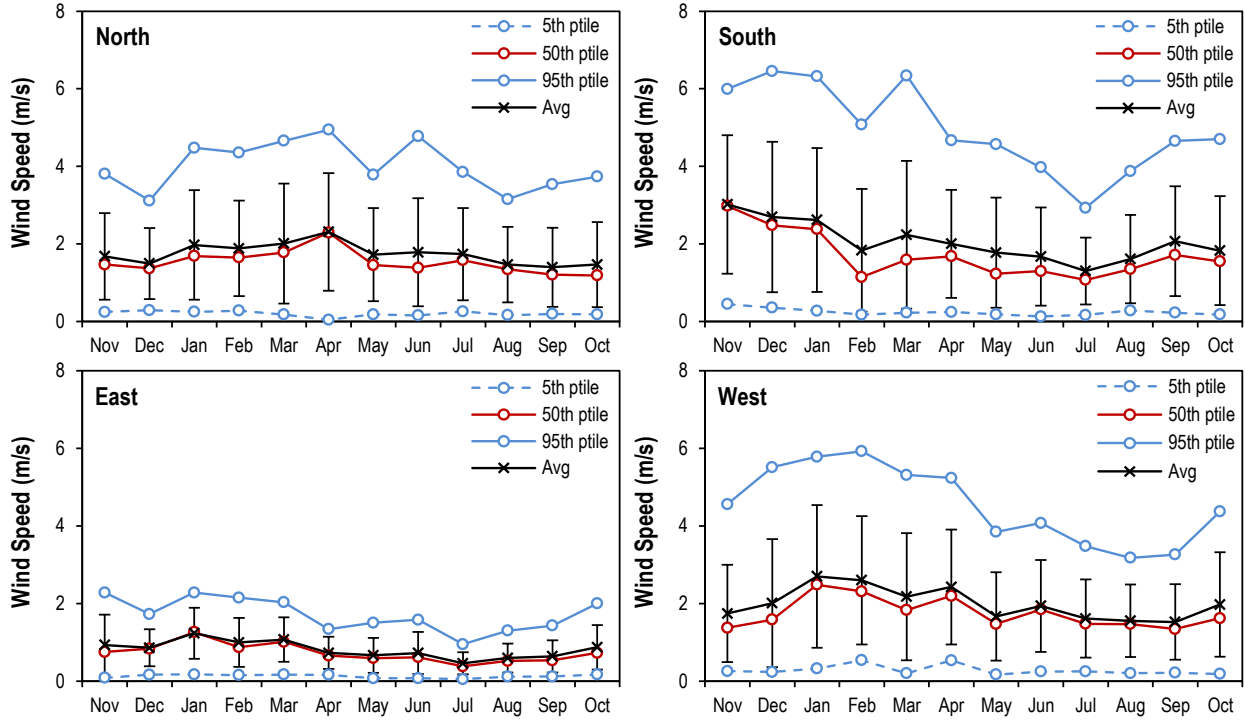 North
5th ptile
50th ptile
95th ptile
Avg
Wind Speed (m/s)
8
6
4
2
0
Nov Dec Jan Feb Mar Apr May Jun Jul Aug Sep Oct
South
5th ptile
50th ptile
95th ptile
Avg
Wind Speed (m/s)
8
6
4
2
0
Nov Dec Jan Feb Mar Apr May Jun Jul Aug Sep Oct
East
5th ptile
50th ptile
95th ptile
Avg
Wind Speed (m/s)
8
6
4
2
0
Nov Dec Jan Feb Mar Apr May Jun Jul Aug Sep Oct
West
5th ptile
50th ptile
95th ptile
Avg
Wind Speed (m/s)
8
6
4
2
0
Nov Dec Jan Feb Mar Apr May Jun Jul Aug Sep Oct